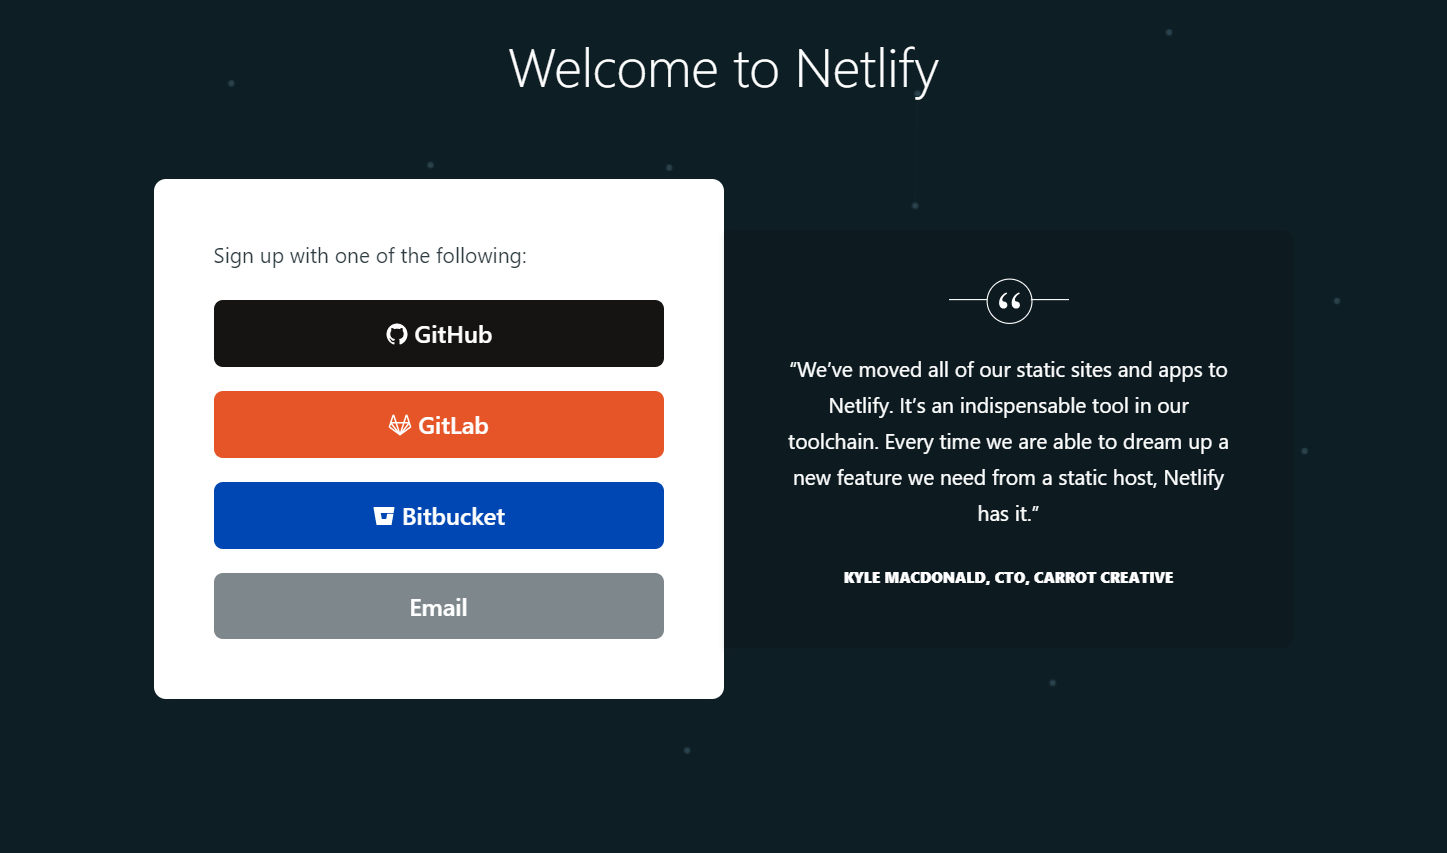 Welcome to Netlify
Sign up with one of the following:
GitHub
GitLab
Bitbucket
Email
“We’ve moved all of our static sites and apps to
Netlify. It’s an indispensable tool in our
toolchain. Every time we are able to dream up a
new feature we need from a static host, Netlify
has it.”
KYLE MACDONALD, CTO, CARROT CREATIVE